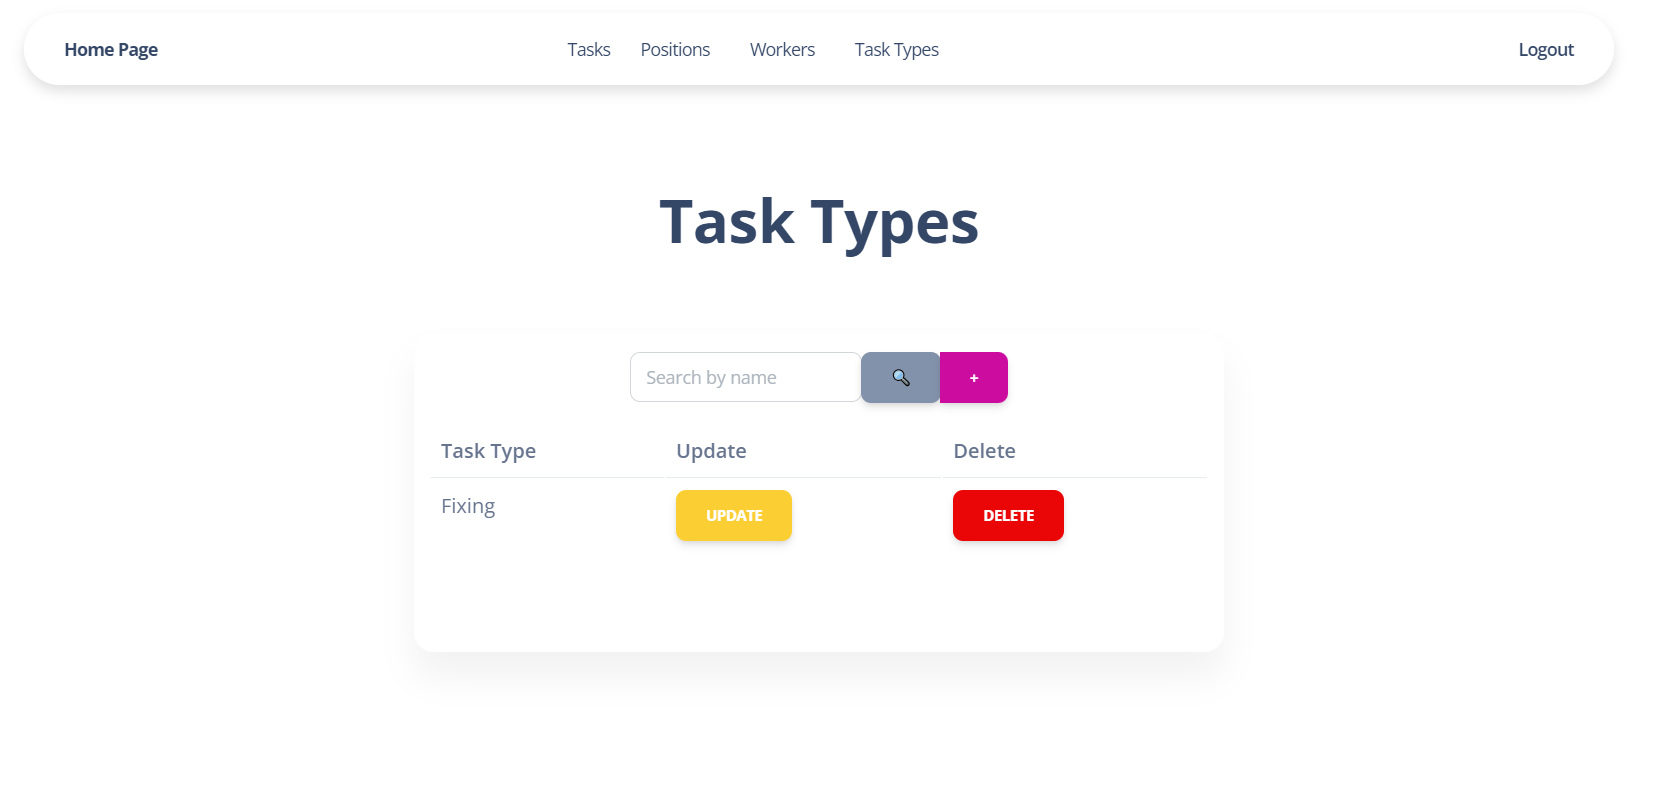 Home Page Tasks Positions Workers Task Types Logout
Task Types
Search by name 🔍 +
Task Type Update Delete
Fixing UPDATE DELETE